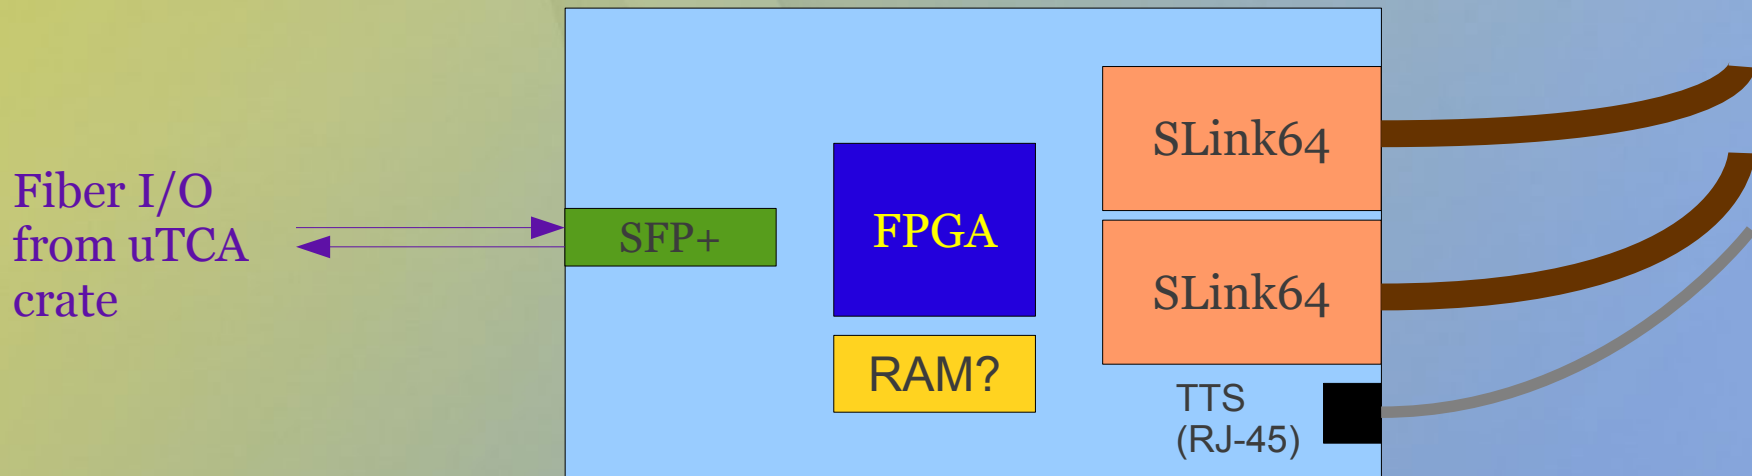 Fiber I/O
from uTCA
crate
SFP+
FPGA
RAM?
SLink64
SLink64
TTS
(RJ-45)